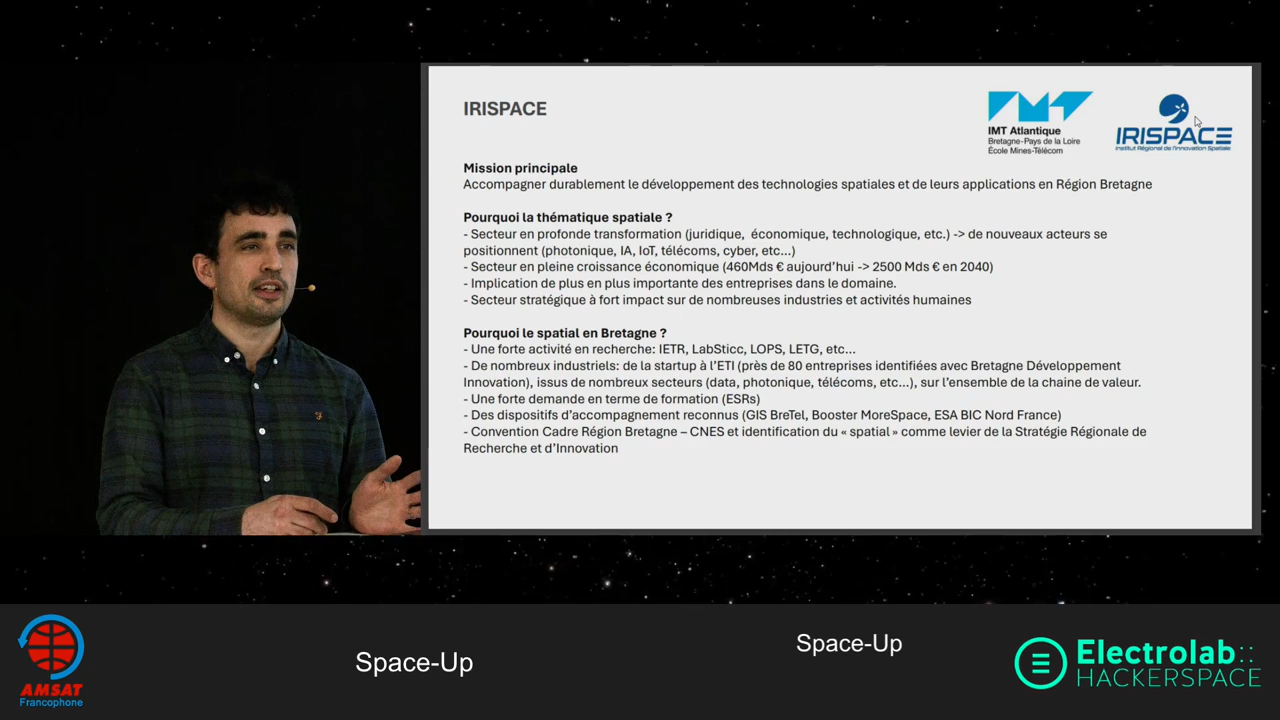 IRISPACE
IMT Atlantique
Bretagne-Pays de la Loire
École Mines-Télécom
IRISPACE
Institut Régional de l'Innovation Spatiale
Mission principale
Accompagner durablement le développement des technologies spatiales et de leurs applications en Région Bretagne
Pourquoi la thématique spatiale ?
- Secteur en profonde transformation (juridique, économique, technologique, etc.) -> de nouveaux acteurs se
positionnent (photonique, IA, IoT, télécoms, cyber, etc...)
- Secteur en pleine croissance économique (460Mds € aujourd'hui -> 2500 Mds € en 2040)
- Implication de plus en plus importante des entreprises dans le domaine.
- Secteur stratégique à fort impact sur de nombreuses industries et activités humaines
Pourquoi le spatial en Bretagne ?
- Une forte activité en recherche: IETR, LabSticc, LOPS, LETG, etc...
- De nombreux industriels: de la startup à l'ETI (près de 80 entreprises identifiées avec Bretagne Développement
Innovation), issus de nombreux secteurs (data, photonique, télécoms, etc...), sur l'ensemble de la chaine de valeur.
- Une forte demande en terme de formation (ESRs)
- Des dispositifs d'accompagnement reconnus (GIS BreTel, Booster MoreSpace, ESA BIC Nord France)
- Convention Cadre Région Bretagne – CNES et identification du « spatial » comme levier de la Stratégie Régionale de
Recherche et d'Innovation
AMSAT
Francophone
Space-Up
Space-Up
Electrolab::
HACKERSPACE